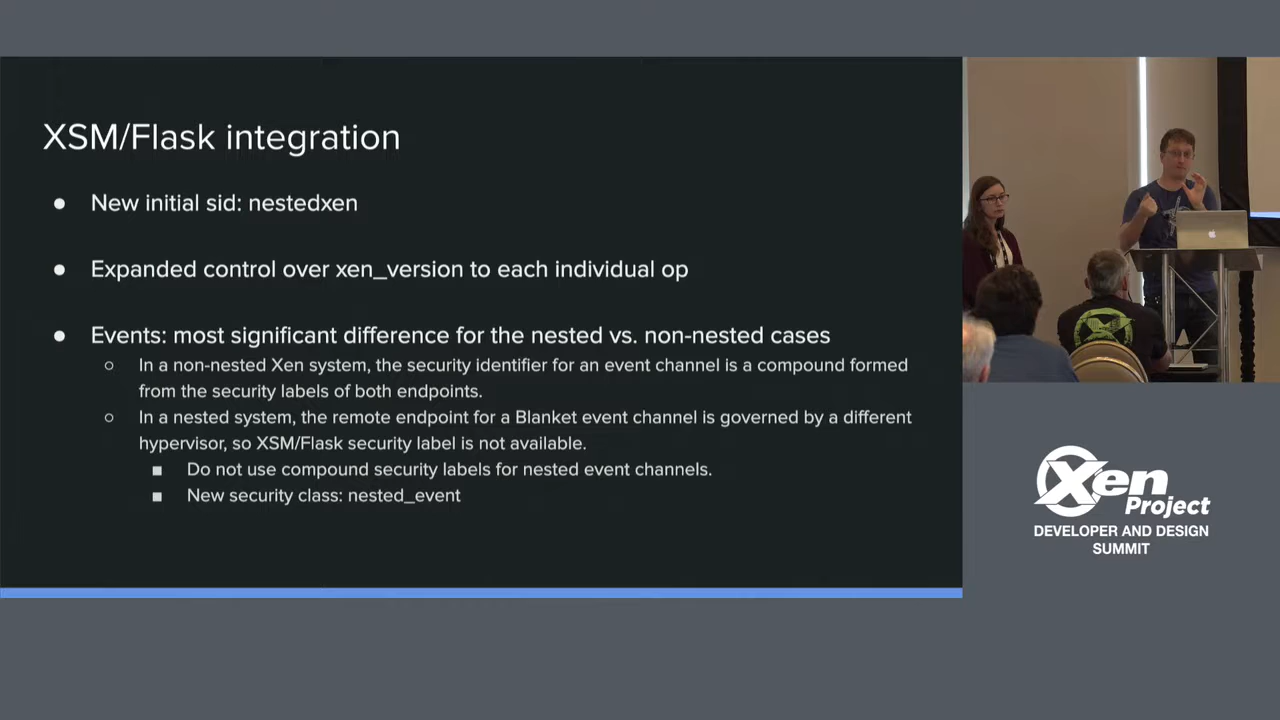 XSM/Flask integration
● New initial sid: nestedxen
● Expanded control over xen_version to each individual op
● Events: most significant difference for the nested vs. non-nested cases
○ In a non-nested Xen system, the security identifier for an event channel is a compound formed
from the security labels of both endpoints.
○ In a nested system, the remote endpoint for a Blanket event channel is governed by a different
hypervisor, so XSM/Flask security label is not available.
■ Do not use compound security labels for nested event channels.
■ New security class: nested_event
Xen
Project
DEVELOPER AND DESIGN
SUMMIT